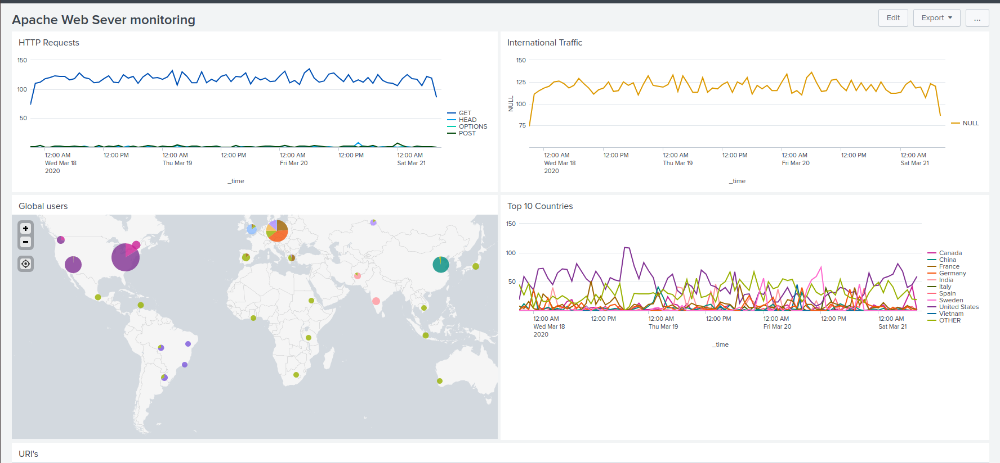 Apache Web Sever monitoring
Edit
Export
...
HTTP Requests
150
100
50
GET
HEAD
OPTIONS
POST
12:00 AM 12:00 PM 12:00 AM 12:00 PM 12:00 AM 12:00 PM 12:00 AM
Wed Mar 18 Thu Mar 19 Fri Mar 20 Sat Mar 21
2020
_time
International Traffic
150
125
100
75
NULL
NULL
12:00 AM 12:00 PM 12:00 AM 12:00 PM 12:00 AM 12:00 PM 12:00 AM
Wed Mar 18 Thu Mar 19 Fri Mar 20 Sat Mar 21
2020
_time
Global users
+
−
Top 10 Countries
150
100
50
Canada
China
France
Germany
India
Italy
Spain
Sweden
United States
Vietnam
OTHER
12:00 AM 12:00 PM 12:00 AM 12:00 PM 12:00 AM 12:00 PM 12:00 AM
Wed Mar 18 Thu Mar 19 Fri Mar 20 Sat Mar 21
2020
_time
URI's